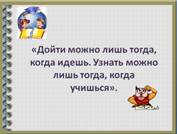 «Дойти можно лишь тогда,
когда идешь. Узнать можно
лишь тогда, когда
учишься».